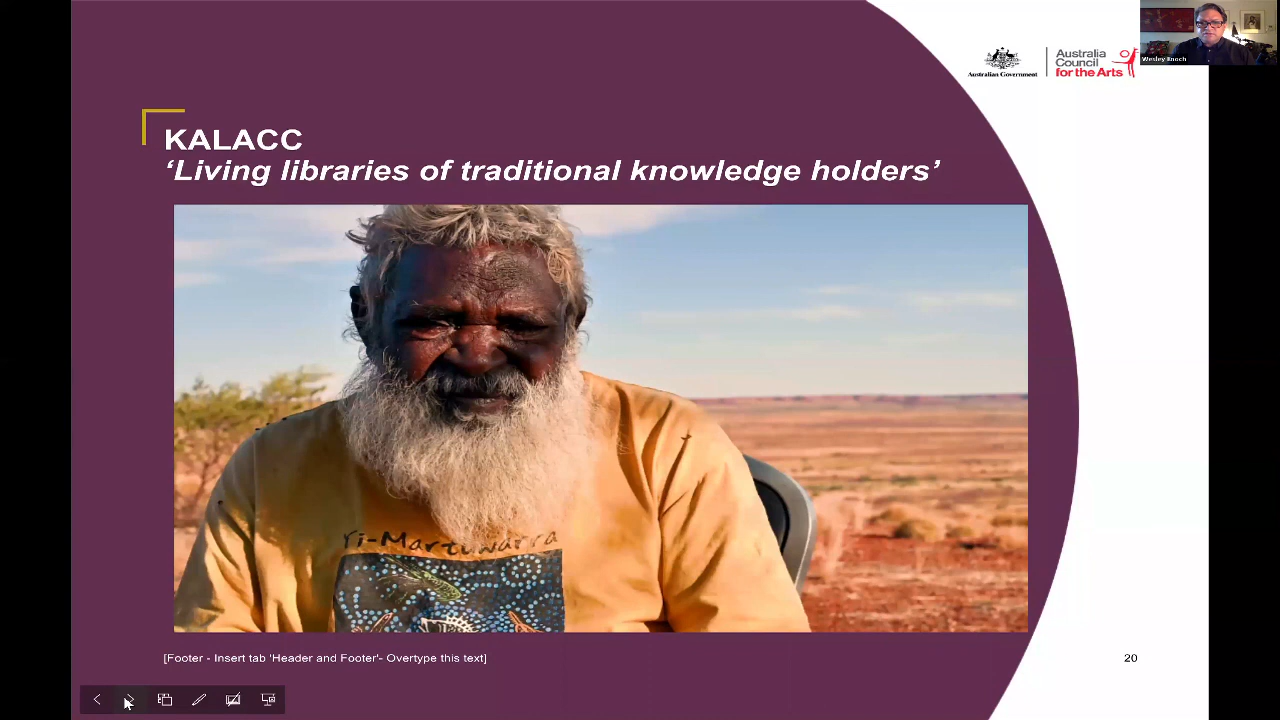 Australian Government
Australia
Council
for the Arts
Wesley Enoch
KALACC
‘Living libraries of traditional knowledge holders’
Yi-Martuwarra
[Footer - Insert tab 'Header and Footer'- Overtype this text]
20